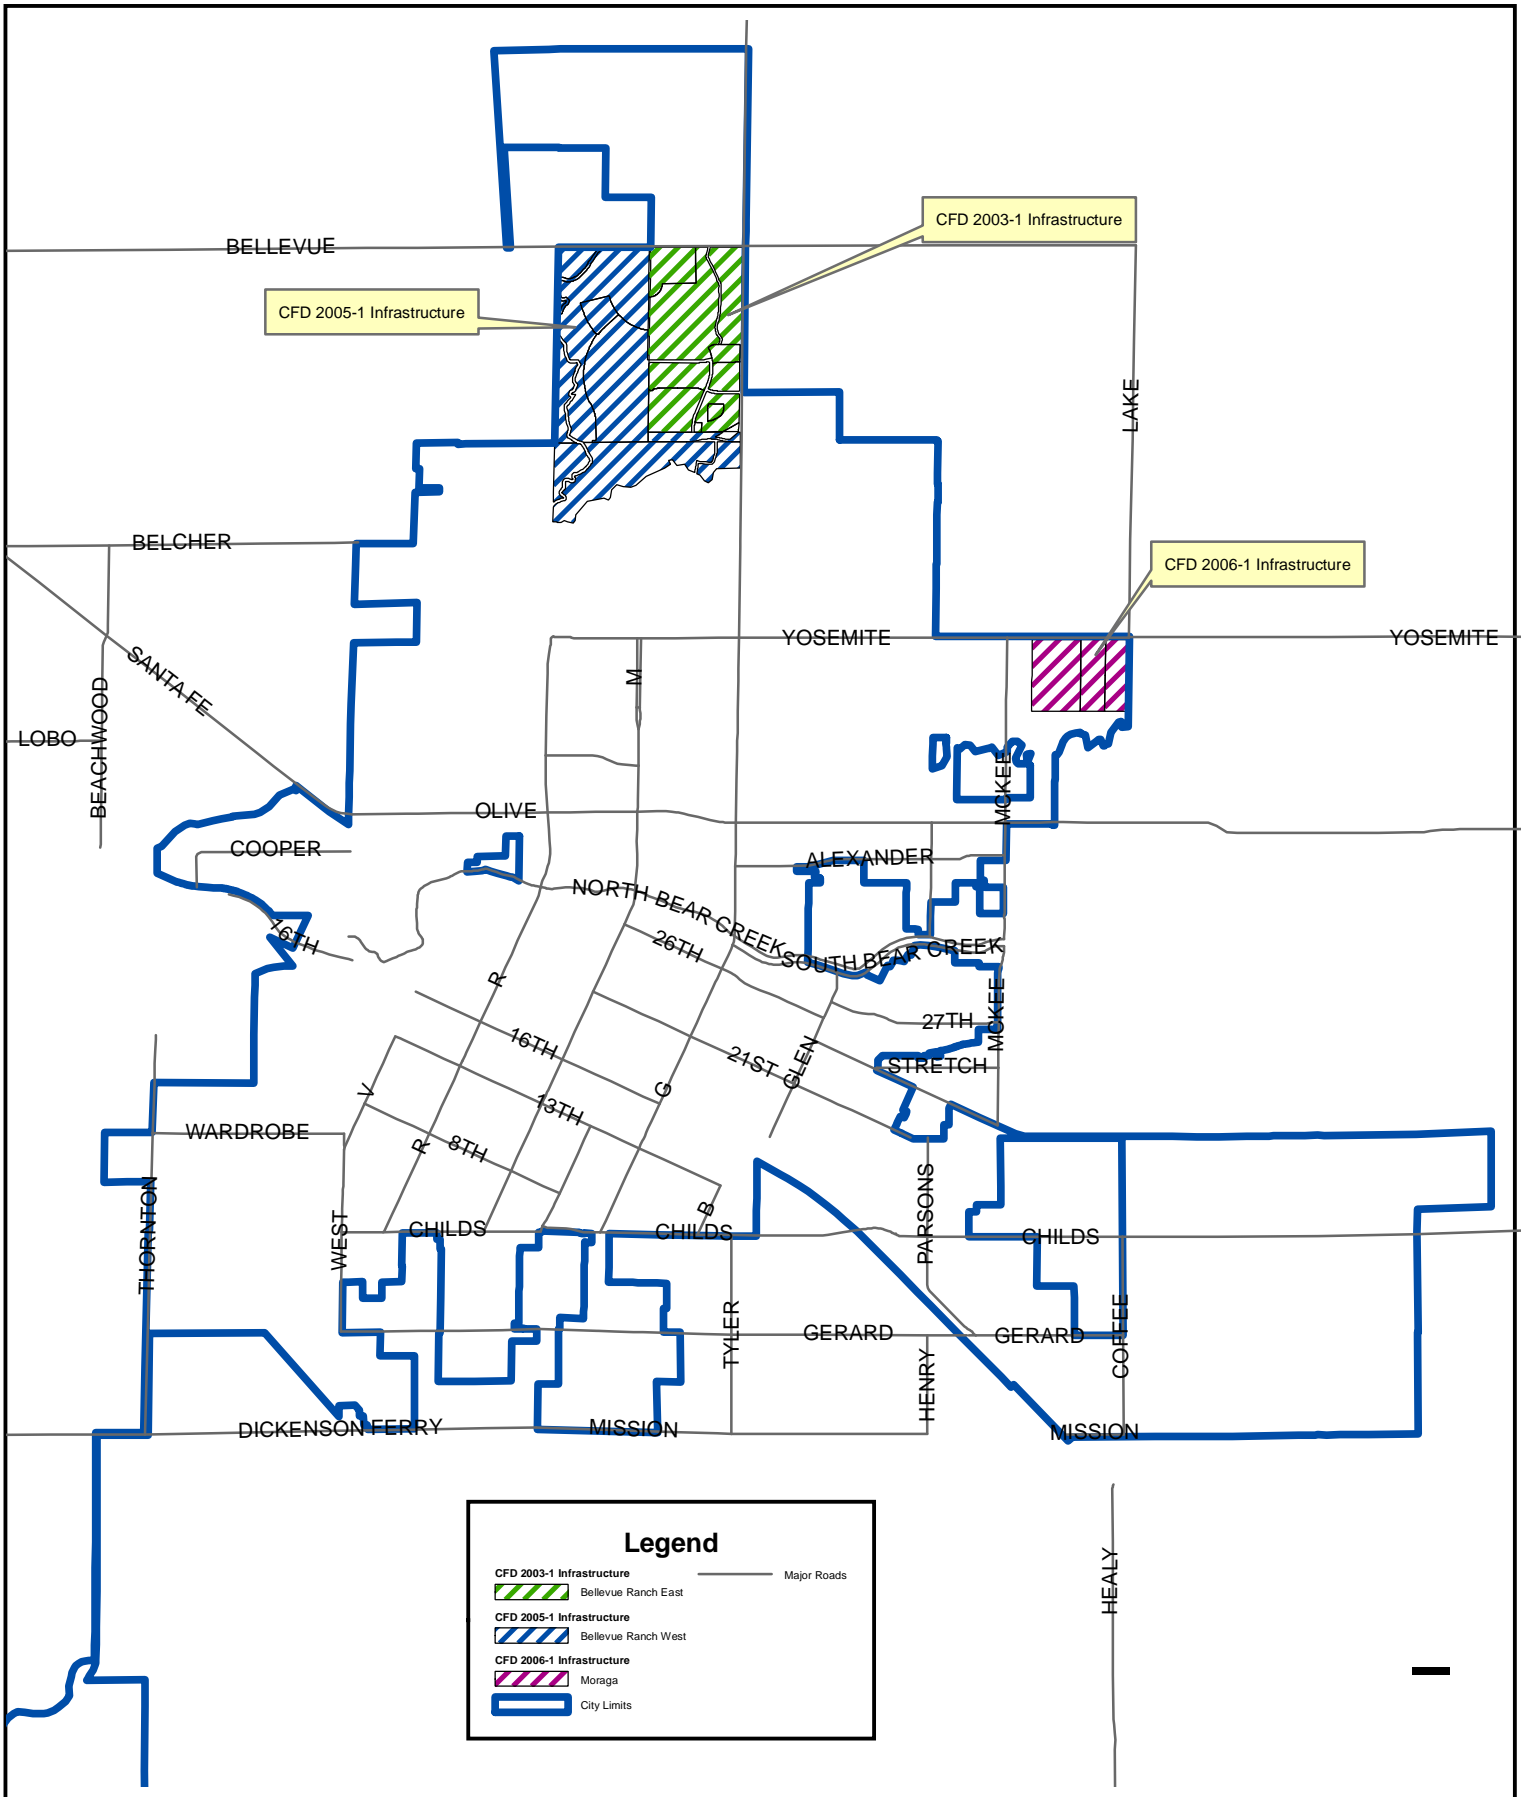 CFD 2003-1 Infrastructure
BELLEVUE
CFD 2005-1 Infrastructure
LAKE
BELCHER
CFD 2006-1 Infrastructure
YOSEMITE
YOSEMITE
SANTA FE
M
BEACHWOOD
LOBO
MCKEE
OLIVE
COOPER
ALEXANDER
NORTH BEAR CREEK
16TH
26TH
SOUTH BEAR CREEK
R
MCKEE
27TH
16TH
21ST
GLEN
STRETCH
V
G
13TH
WARDROBE
R
8TH
PARSONS
THORNTON
WEST
CHILDS
B
CHILDS
CHILDS
TYLER
GERARD
GERARD
COFFEE
HENRY
DICKENSON FERRY
MISSION
MISSION
HEALY
Legend
CFD 2003-1 Infrastructure
Major Roads
Bellevue Ranch East
CFD 2005-1 Infrastructure
Bellevue Ranch West
CFD 2006-1 Infrastructure
Moraga
City Limits